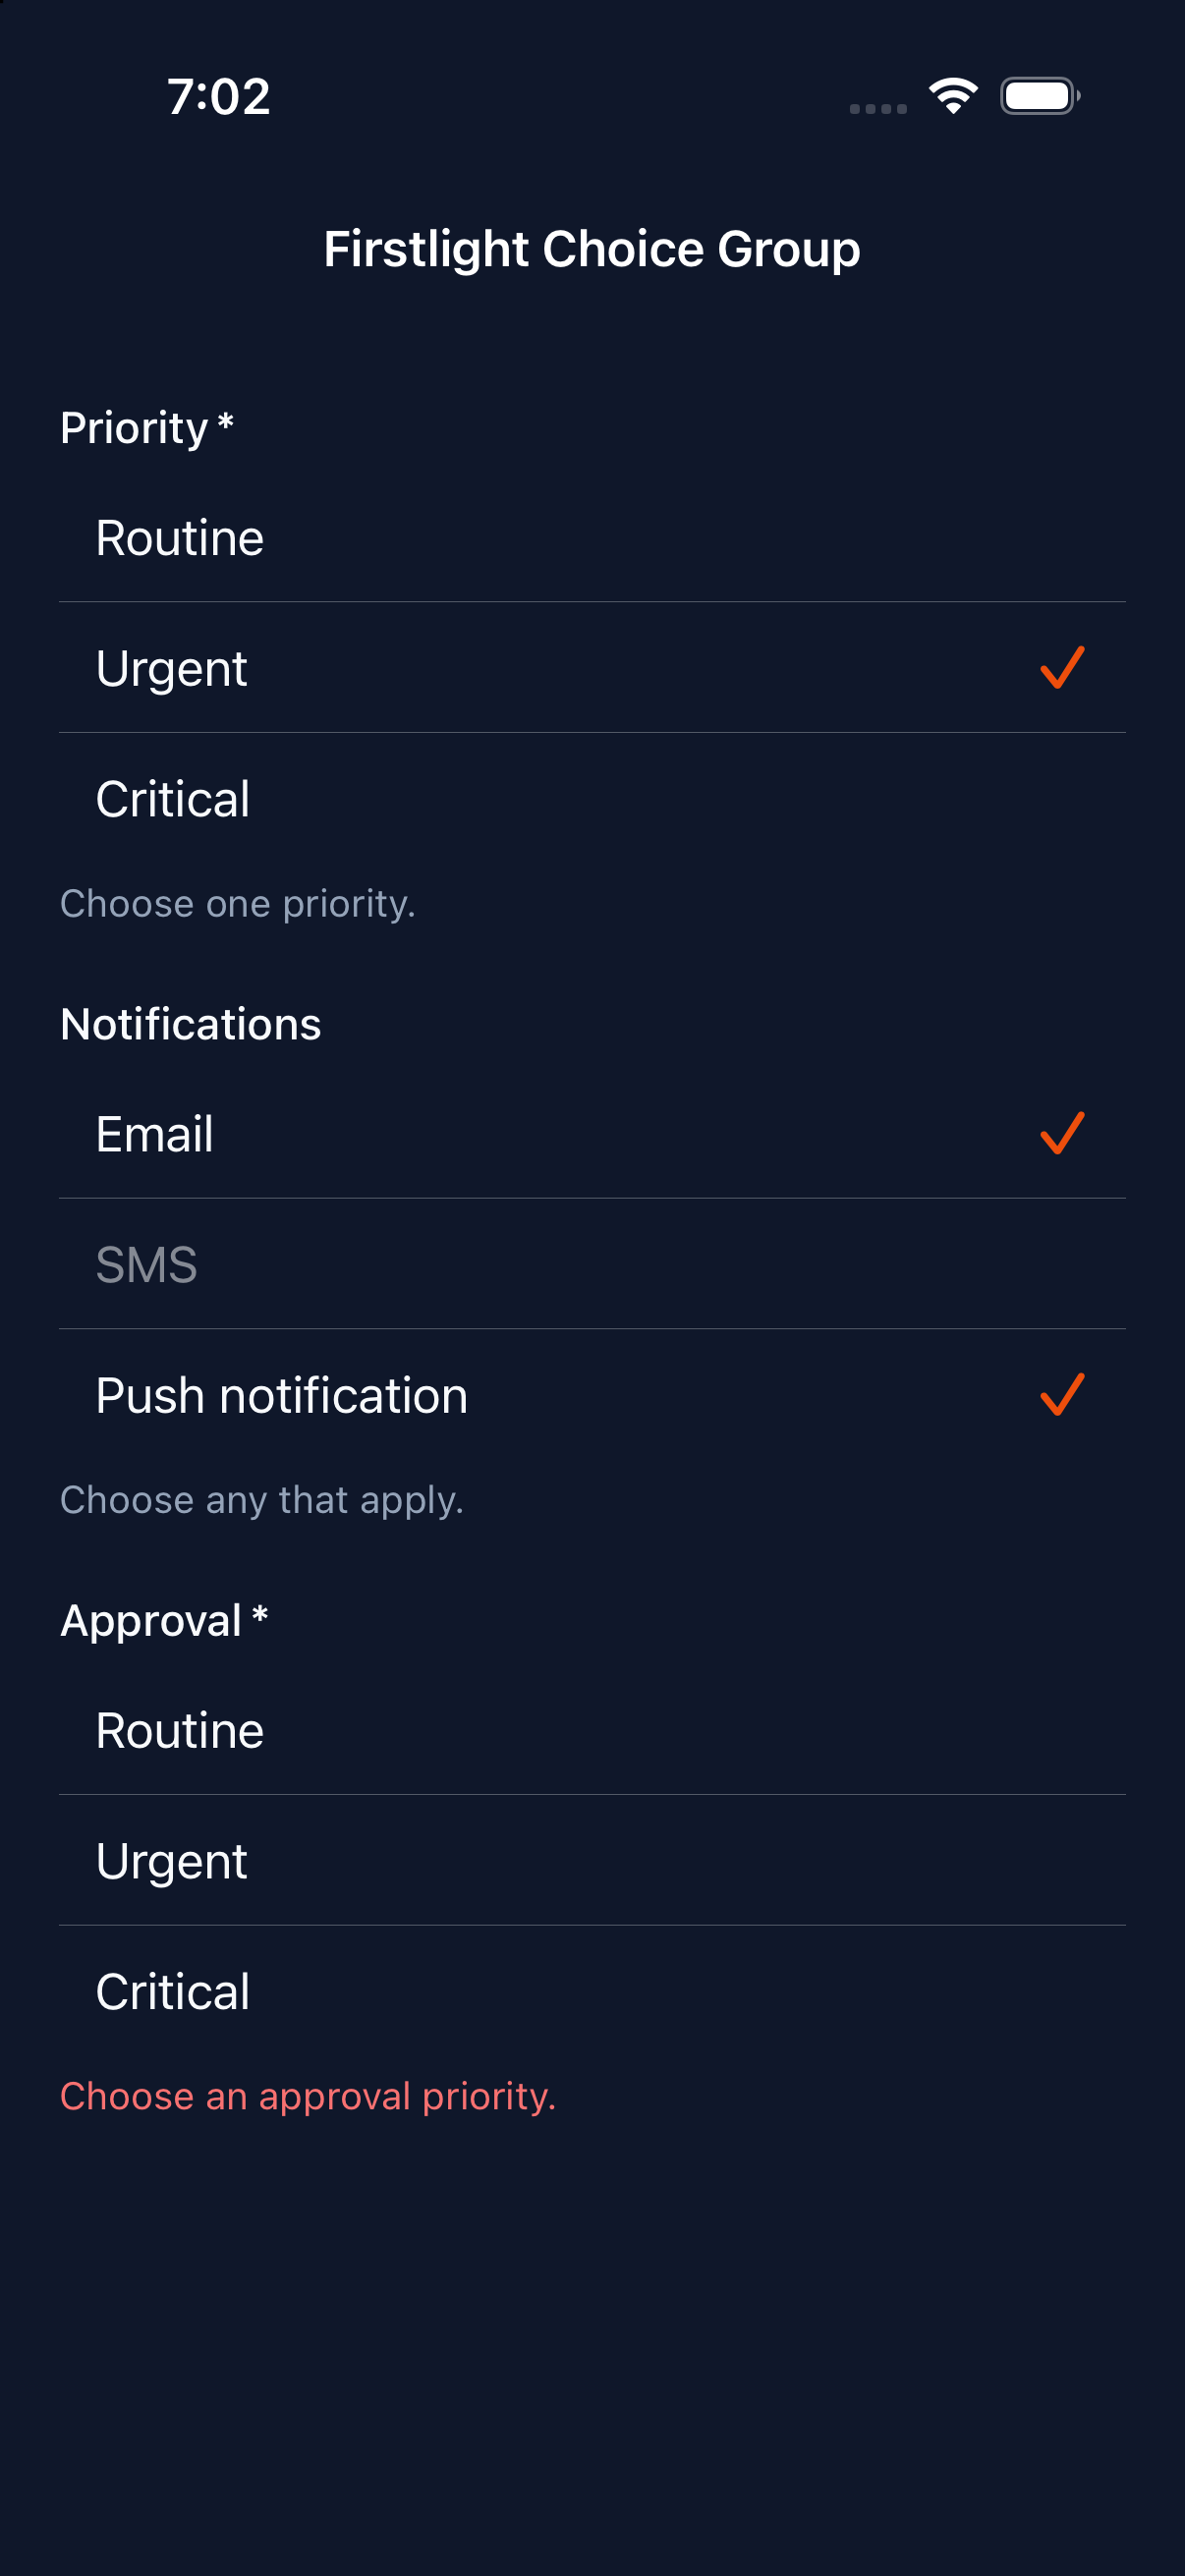 7:02
Firstlight Choice Group
Priority *
Routine
Urgent
Critical
Choose one priority.
Notifications
Email
SMS
Push notification
Choose any that apply.
Approval *
Routine
Urgent
Critical
Choose an approval priority.